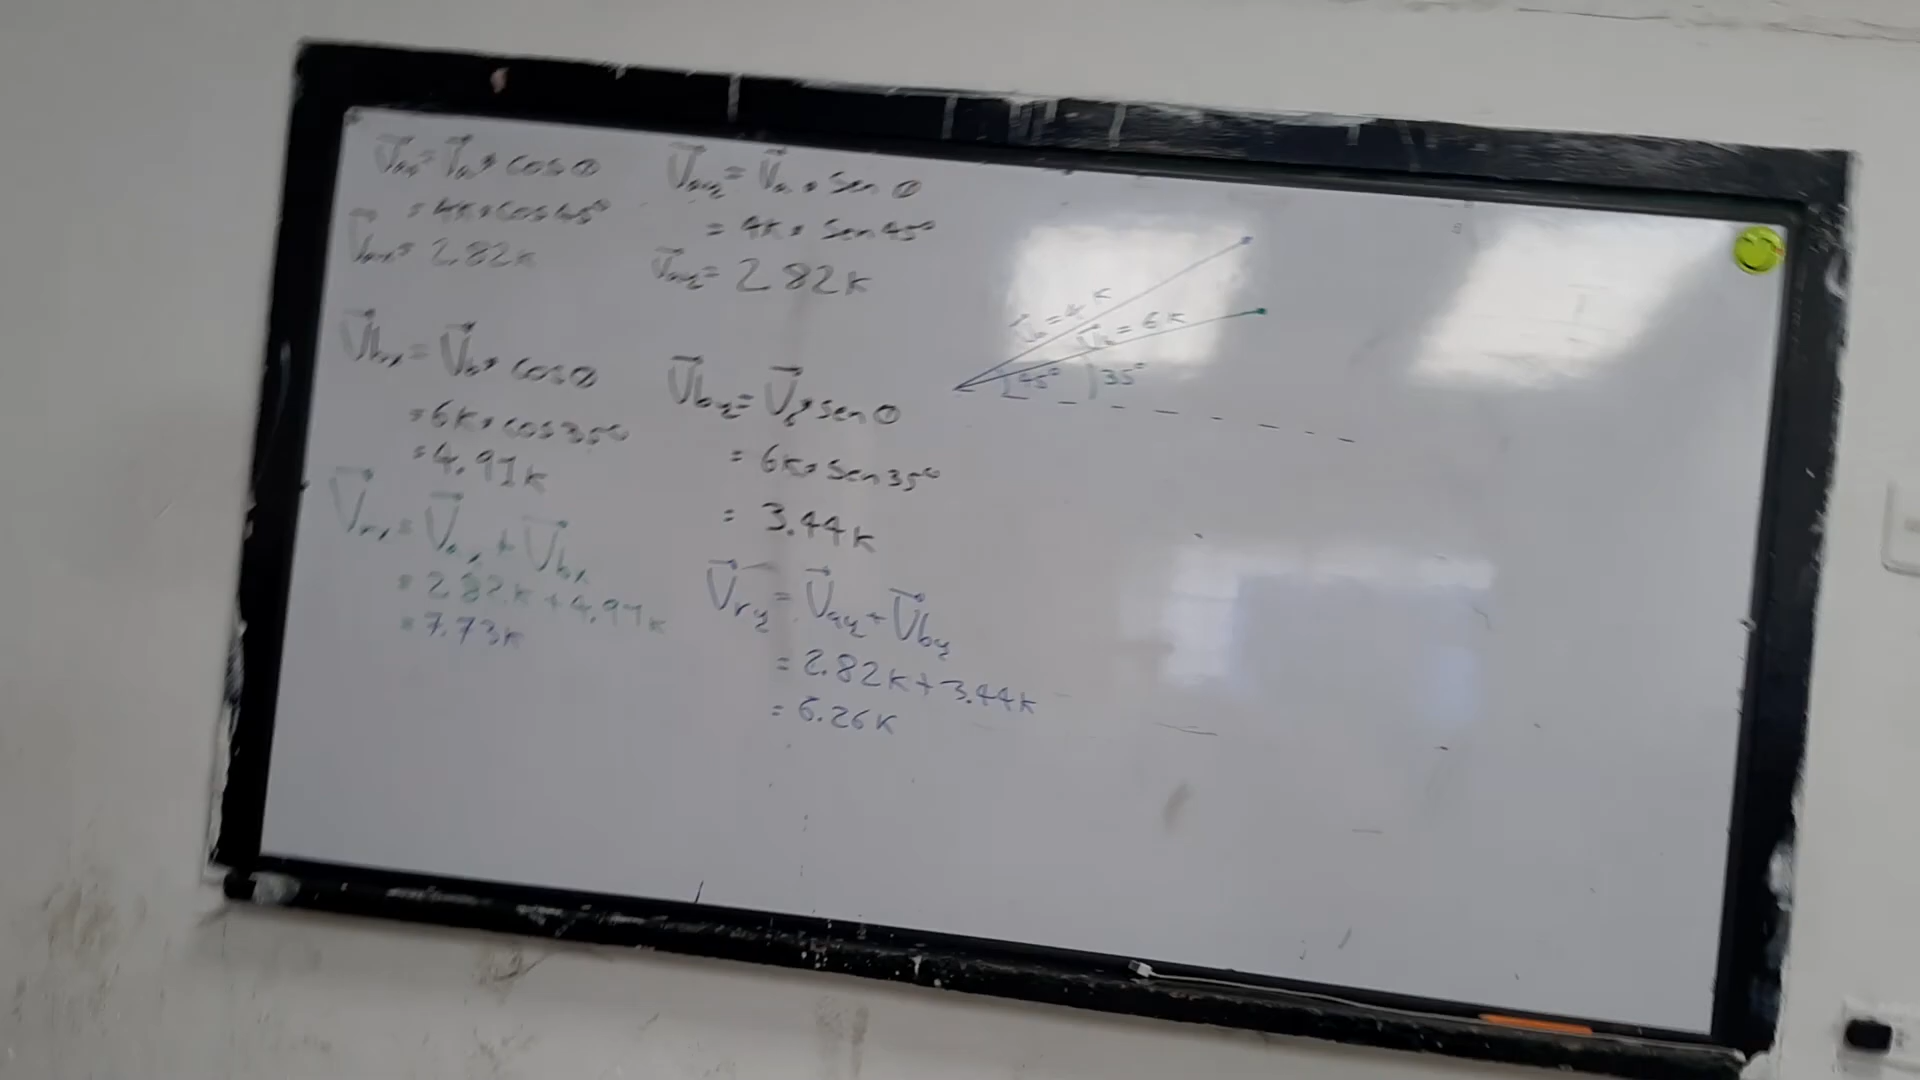 V⃗ax = V⃗a • cos θ
= 4K • cos 45°
V⃗ax = 2.82K
V⃗ay = V⃗a • sen θ
= 4K • sen 45°
V⃗ay = 2.82K
V⃗bx = V⃗b • cos θ
= 6K • cos 35°
= 4.91K
V⃗by = V⃗b • sen θ
= 6K • sen 35°
= 3.44K
V⃗rx = V⃗ax + V⃗bx
= 2.82K + 4.91K
= 7.73K
V⃗ry = V⃗ay + V⃗by
= 2.82K + 3.44K
= 6.26K
= 4K
= 6K
45°
35°